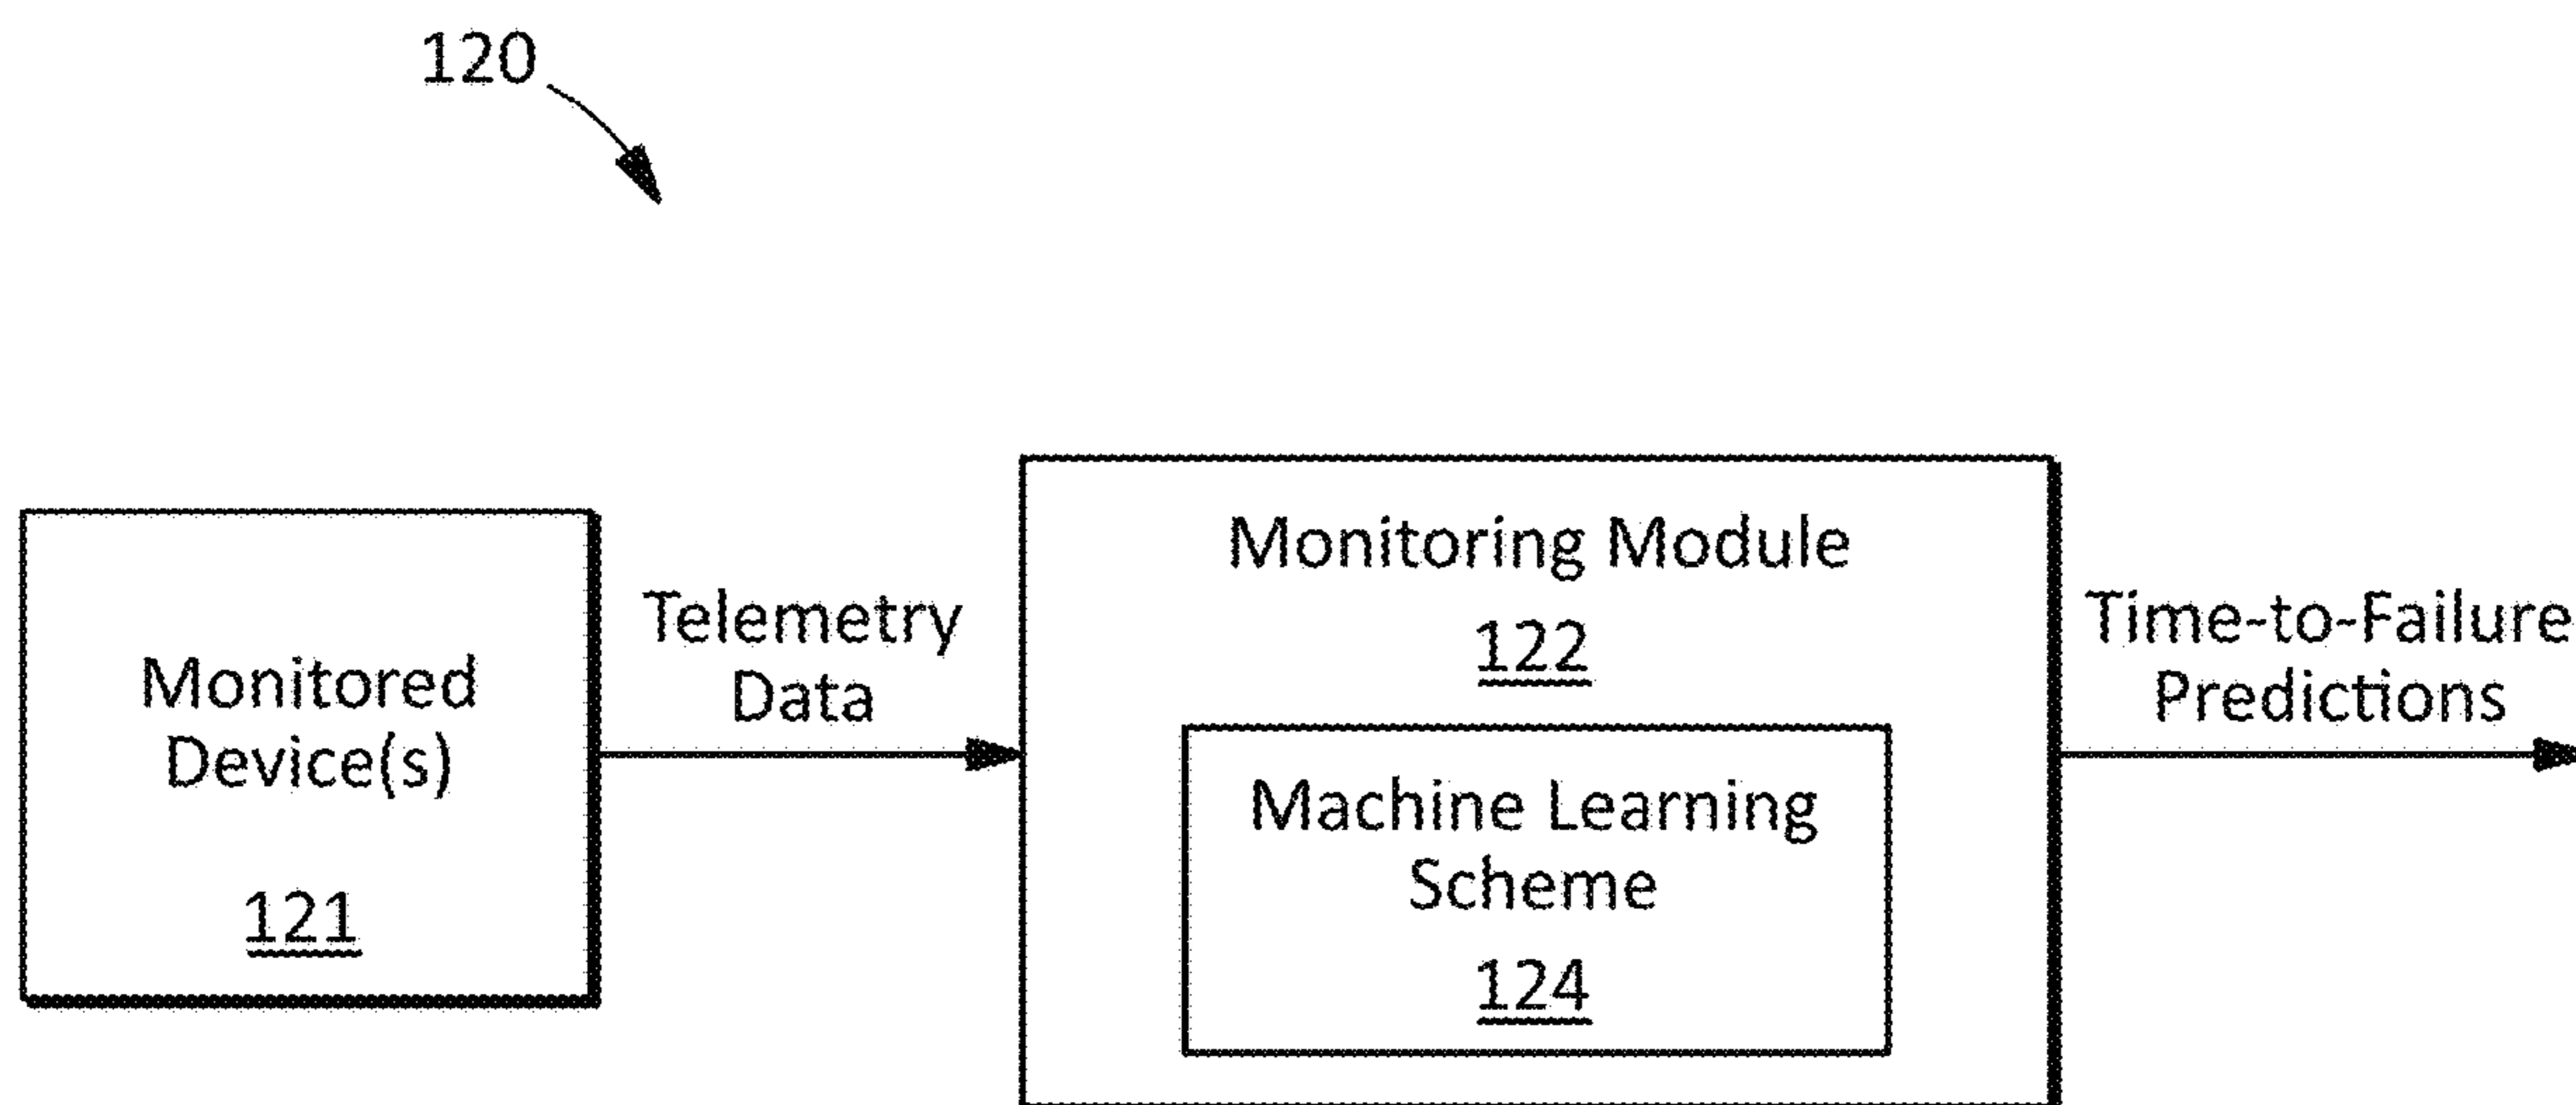 120
Monitored
Device(s)
121
Telemetry
Data
Monitoring Module
122
Machine Learning
Scheme
124
Time-to-Failure
Predictions